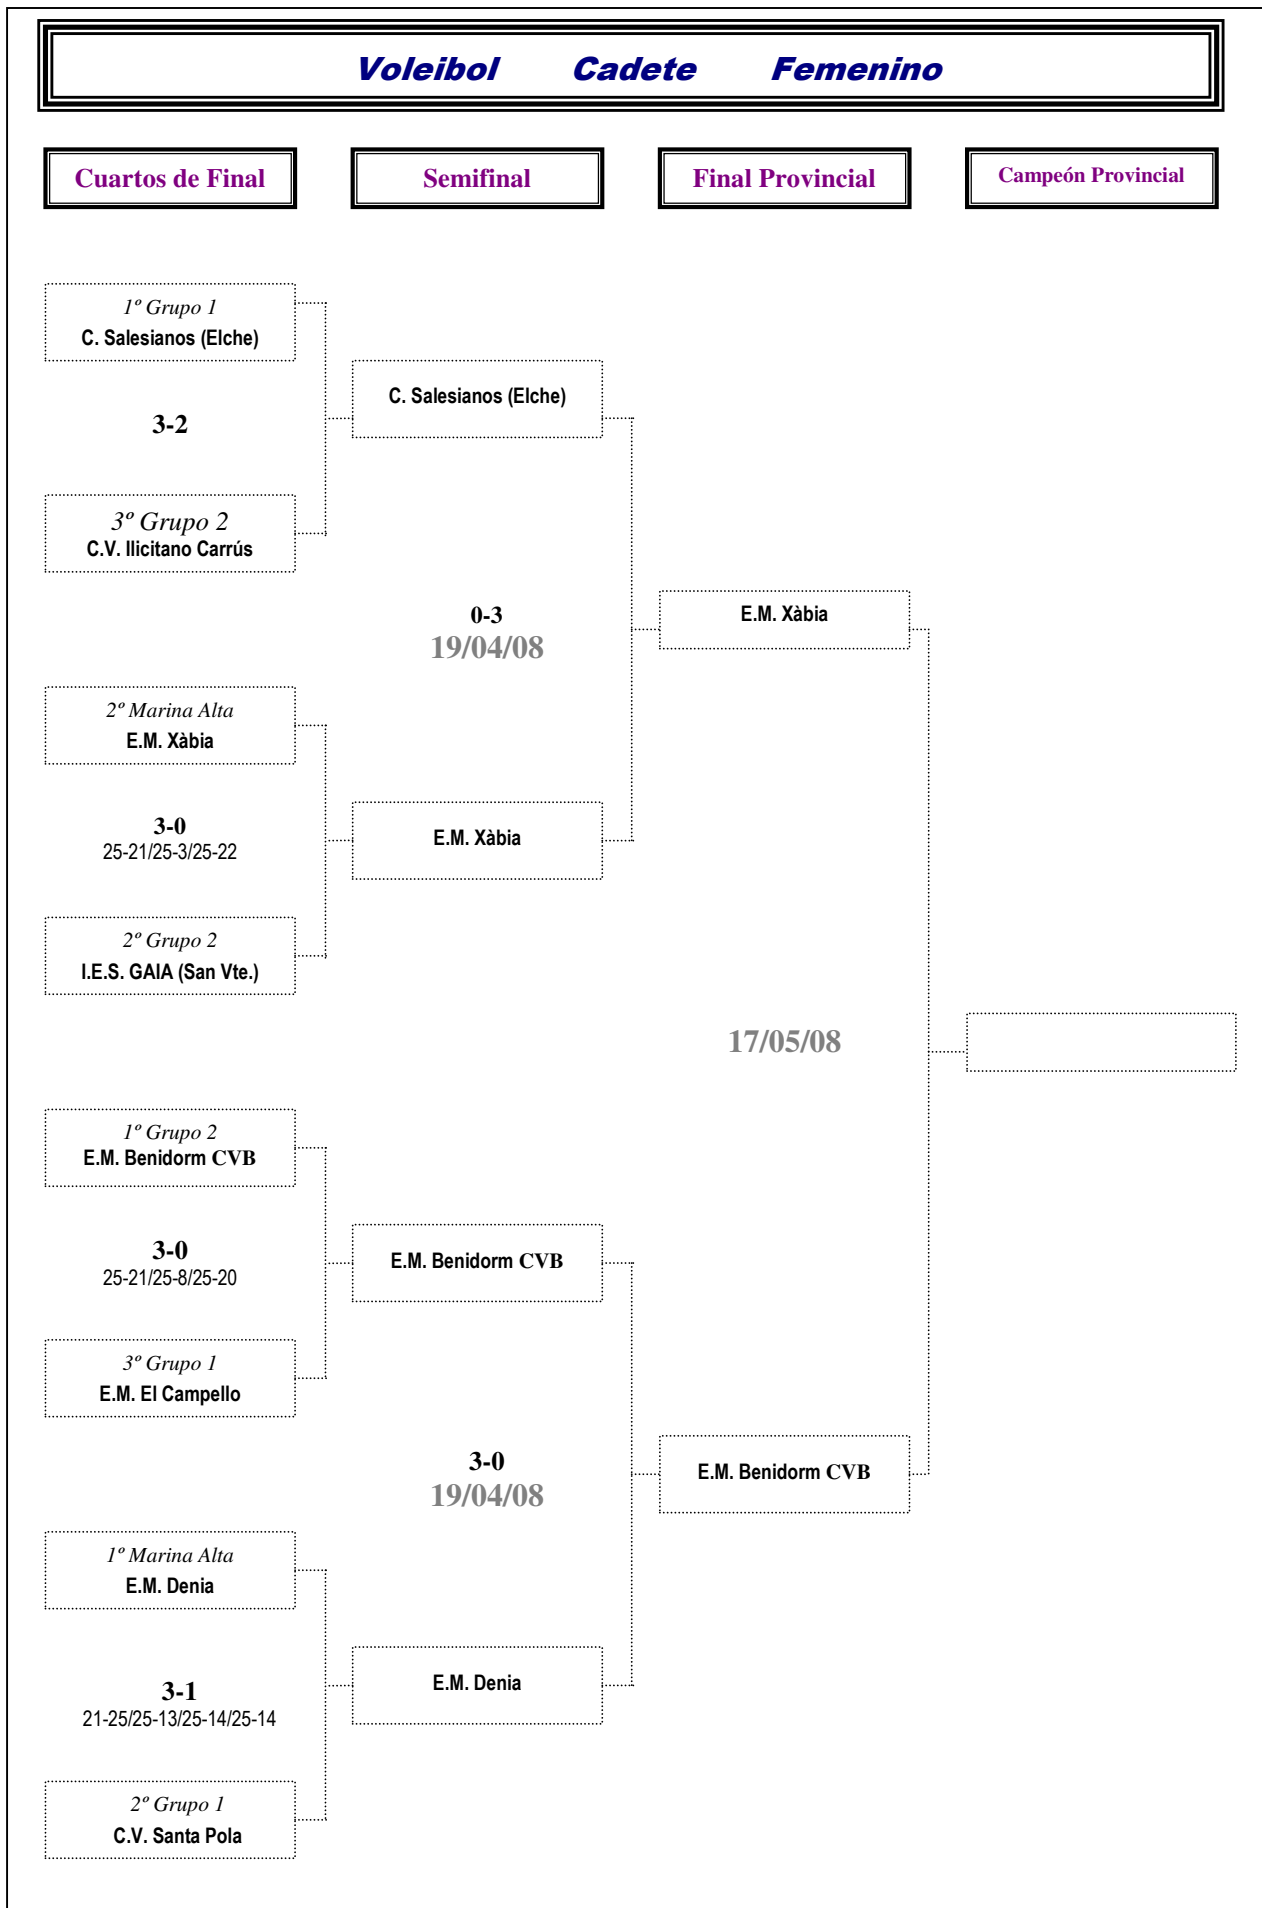 Voleibol Cadete Femenino
Cuartos de Final
Semifinal
Final Provincial
Campeón Provincial
1º Grupo 1
C. Salesianos (Elche)
3-2
3º Grupo 2
C.V. Ilicitano Carrús
C. Salesianos (Elche)
0-3
19/04/08
E.M. Xàbia
2º Marina Alta
E.M. Xàbia
3-0
25-21/25-3/25-22
E.M. Xàbia
2º Grupo 2
I.E.S. GAIA (San Vte.)
17/05/08
1º Grupo 2
E.M. Benidorm CVB
3-0
25-21/25-8/25-20
E.M. Benidorm CVB
3º Grupo 1
E.M. El Campello
3-0
19/04/08
E.M. Benidorm CVB
1º Marina Alta
E.M. Denia
3-1
21-25/25-13/25-14/25-14
E.M. Denia
2º Grupo 1
C.V. Santa Pola